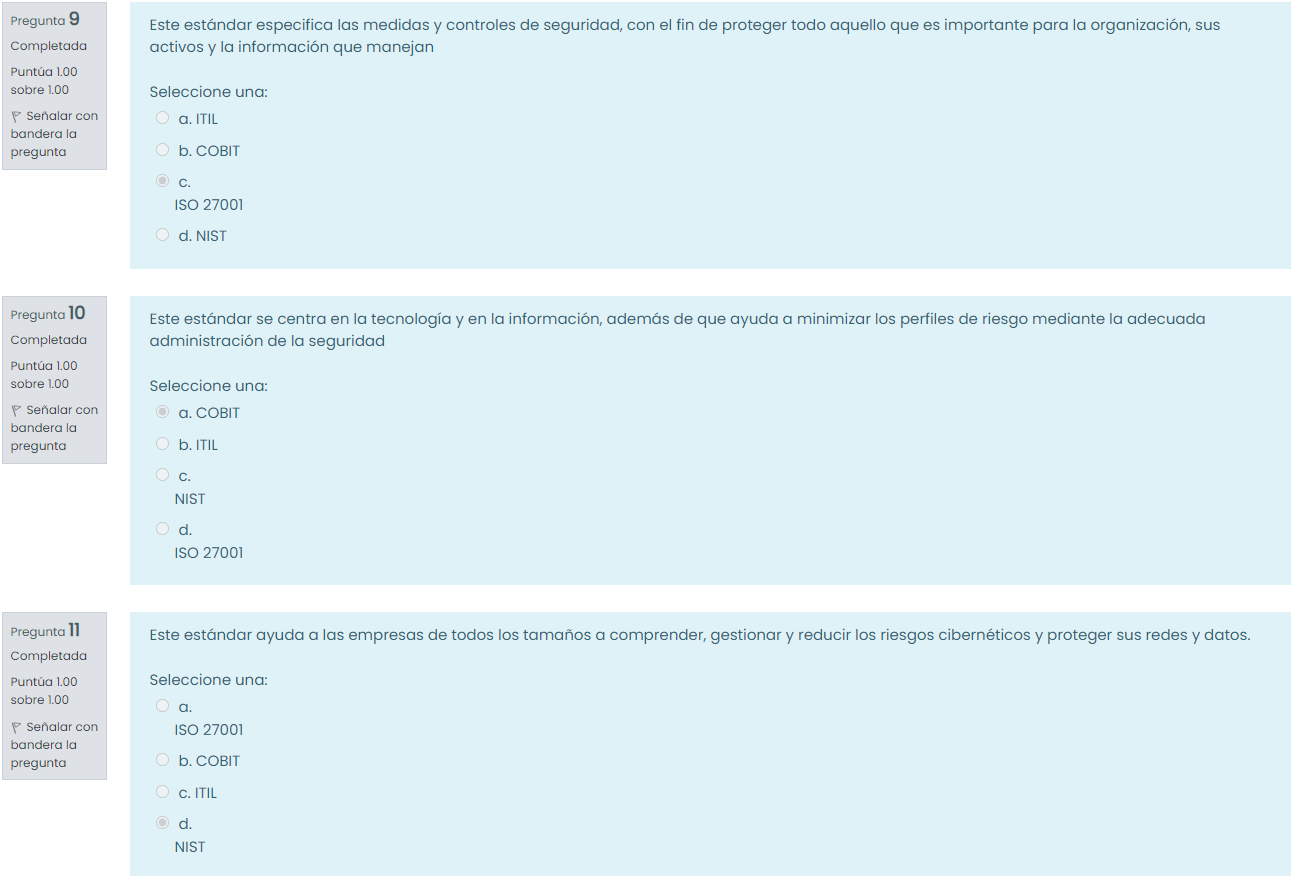 Pregunta 9
Completada
Puntúa 1.00
sobre 1.00
Señalar con
bandera la
pregunta
Este estándar especifica las medidas y controles de seguridad, con el fin de proteger todo aquello que es importante para la organización, sus
activos y la información que manejan
Seleccione una:
a. ITIL
b. COBIT
c.
ISO 27001
d. NIST
Pregunta 10
Completada
Puntúa 1.00
sobre 1.00
Señalar con
bandera la
pregunta
Este estándar se centra en la tecnología y en la información, además de que ayuda a minimizar los perfiles de riesgo mediante la adecuada
administración de la seguridad
Seleccione una:
a. COBIT
b. ITIL
c.
NIST
d.
ISO 27001
Pregunta 11
Completada
Puntúa 1.00
sobre 1.00
Señalar con
bandera la
pregunta
Este estándar ayuda a las empresas de todos los tamaños a comprender, gestionar y reducir los riesgos cibernéticos y proteger sus redes y datos.
Seleccione una:
a.
ISO 27001
b. COBIT
c. ITIL
d.
NIST